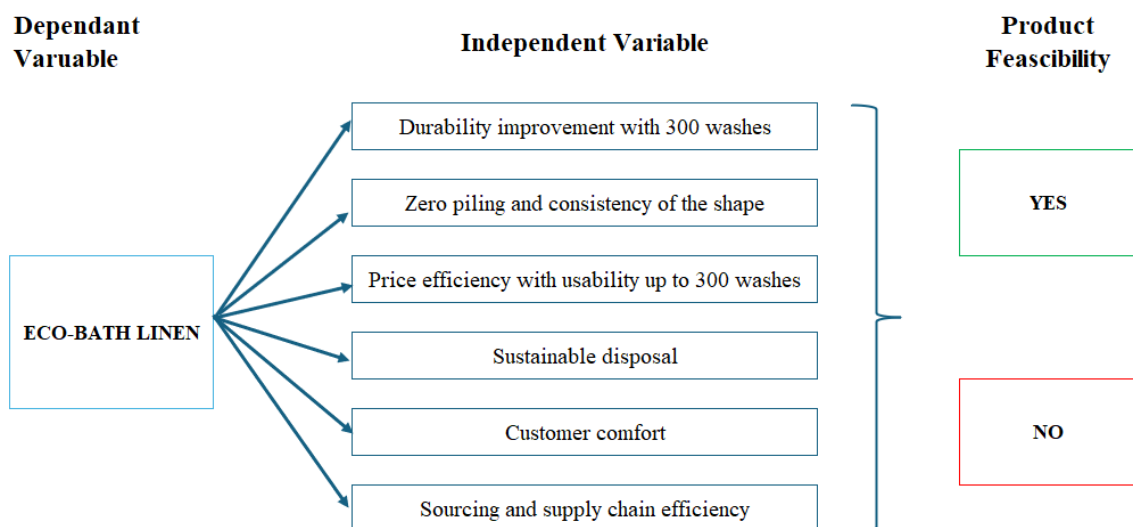 Dependant
Varuable
Independent Variable
Product
Feascibility
Durability improvement with 300 washes
Zero piling and consistency of the shape
Price efficiency with usability up to 300 washes
Sustainable disposal
Customer comfort
Sourcing and supply chain efficiency
ECO-BATH LINEN
YES
NO